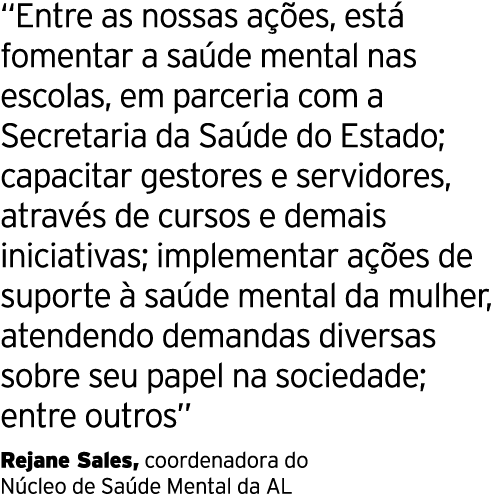 “Entre as nossas ações, está
fomentar a saúde mental nas
escolas, em parceria com a
Secretaria da Saúde do Estado;
capacitar gestores e servidores,
através de cursos e demais
iniciativas; implementar ações de
suporte à saúde mental da mulher,
atendendo demandas diversas
sobre seu papel na sociedade;
entre outros”
Rejane Sales, coordenadora do
Núcleo de Saúde Mental da AL